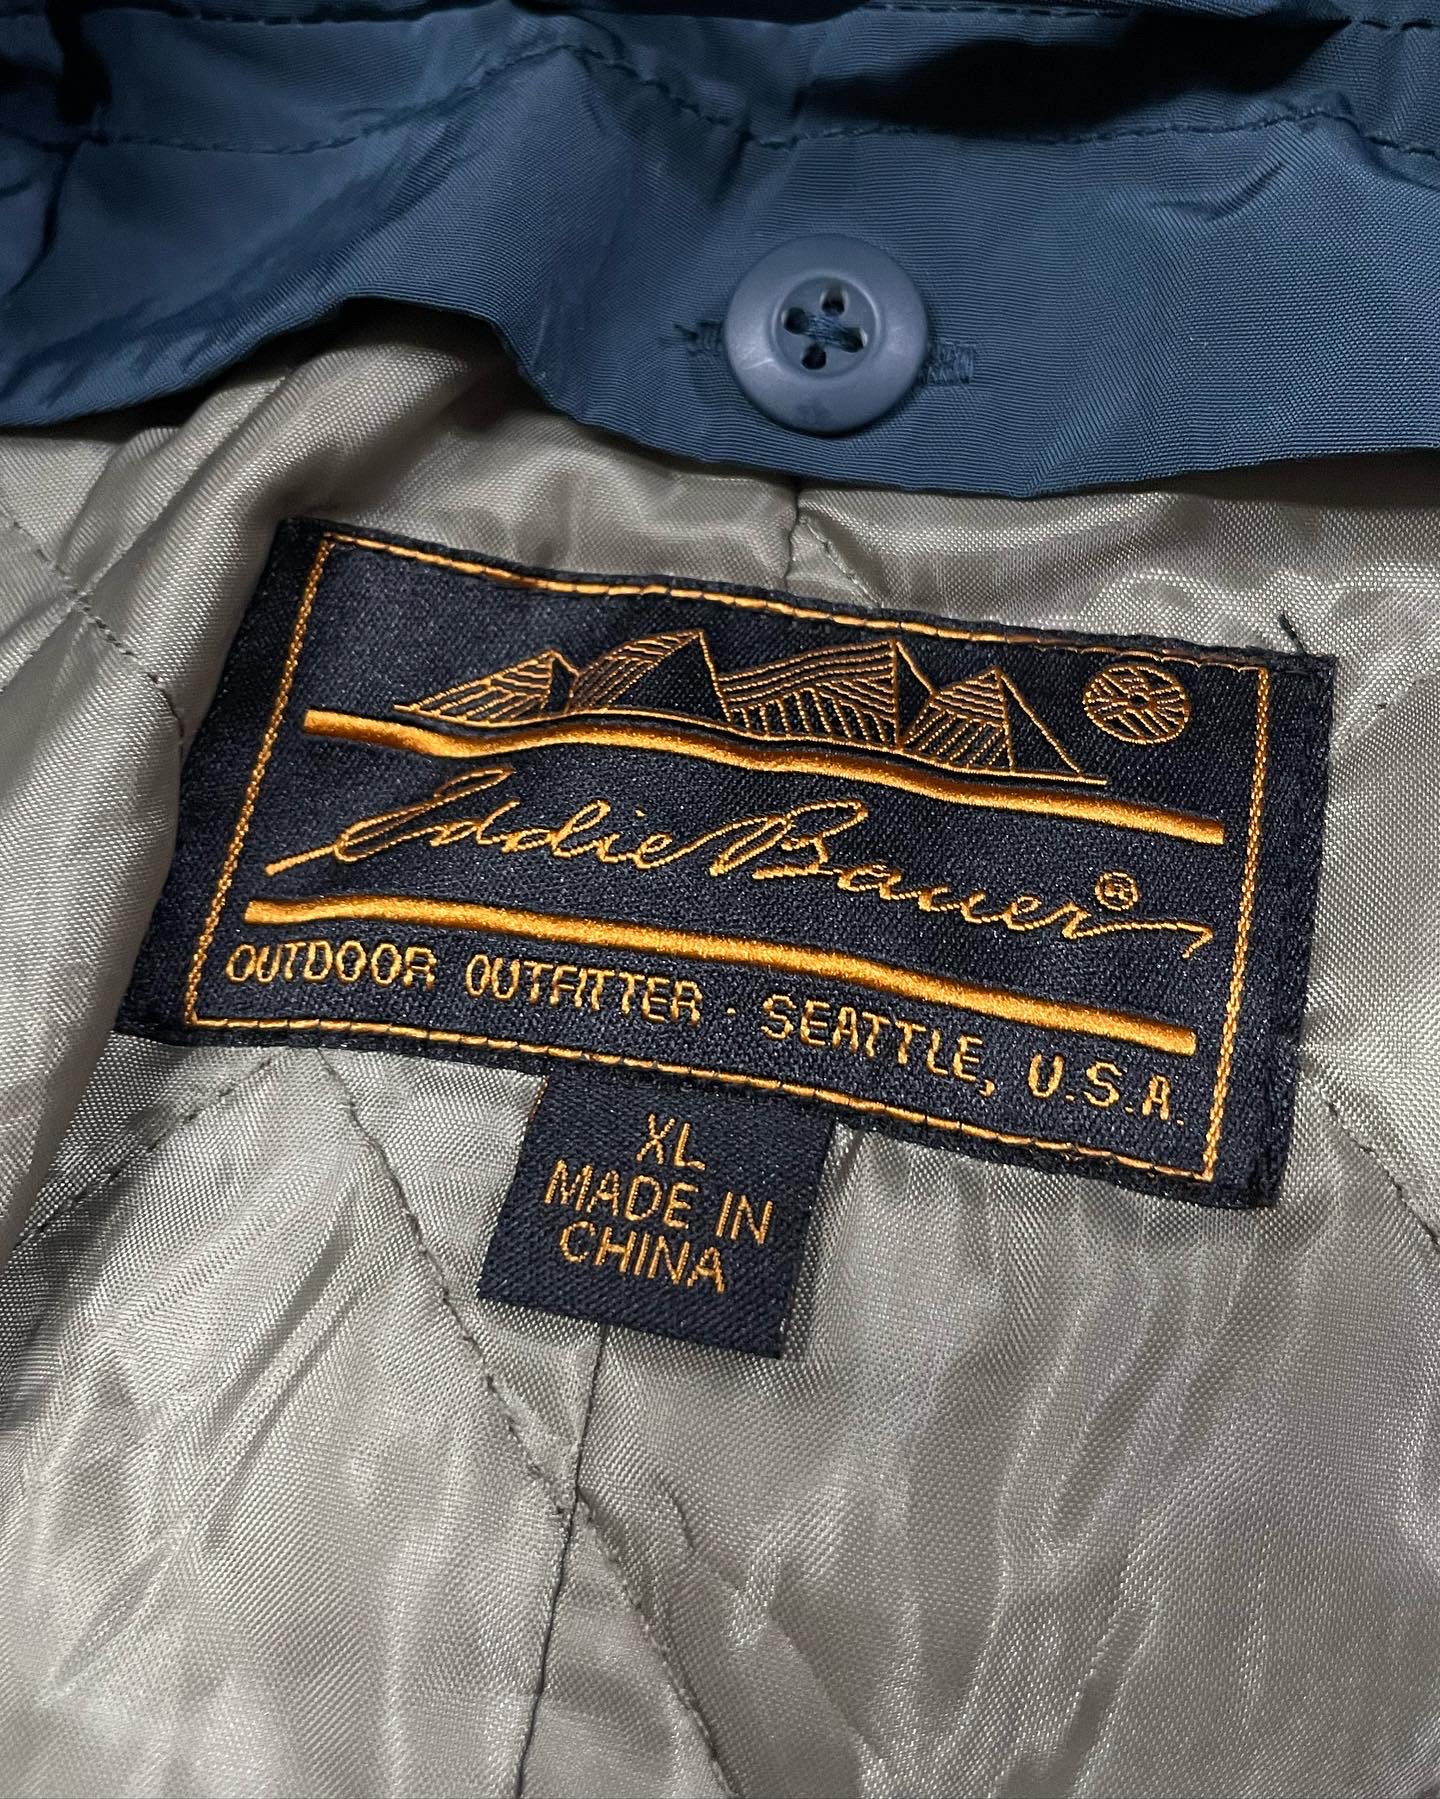 Eddie Bauer®
OUTDOOR OUTFITTER · SEATTLE, U.S.A.
XL
MADE IN
CHINA